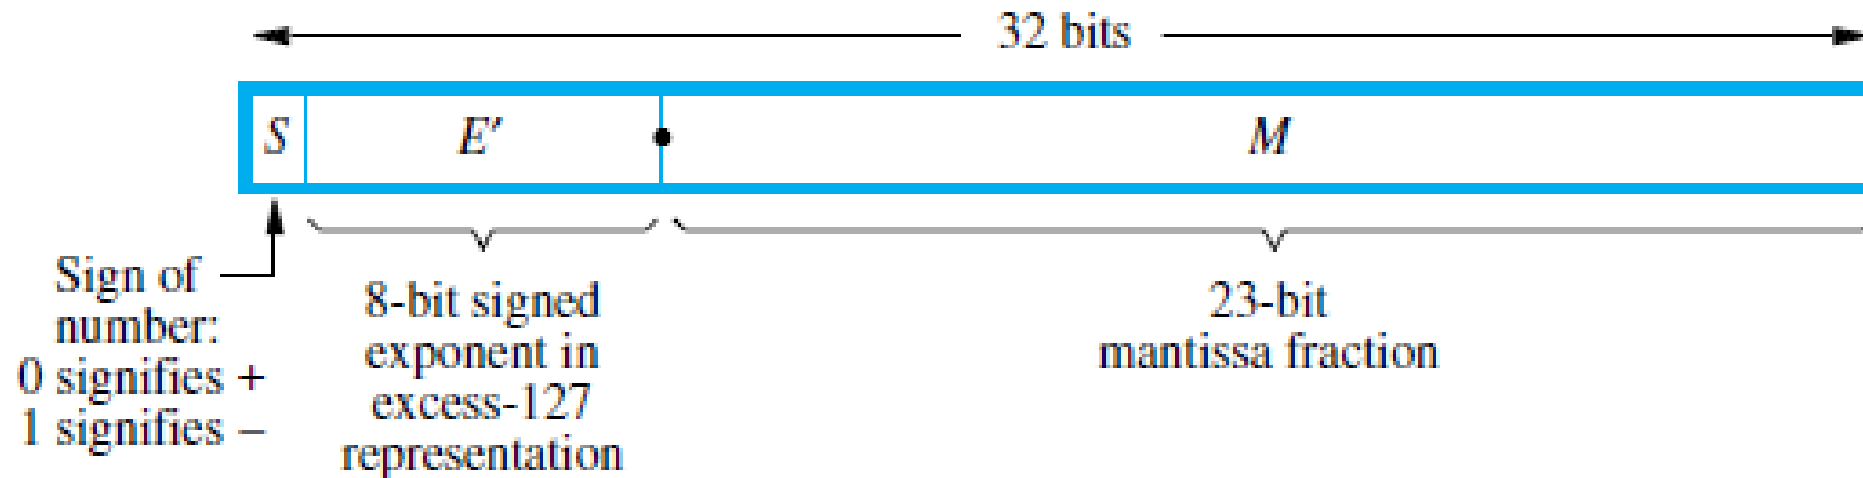 32 bits
S
E′
M
Sign of
number:
0 signifies +
1 signifies −
8-bit signed
exponent in
excess-127
representation
23-bit
mantissa fraction